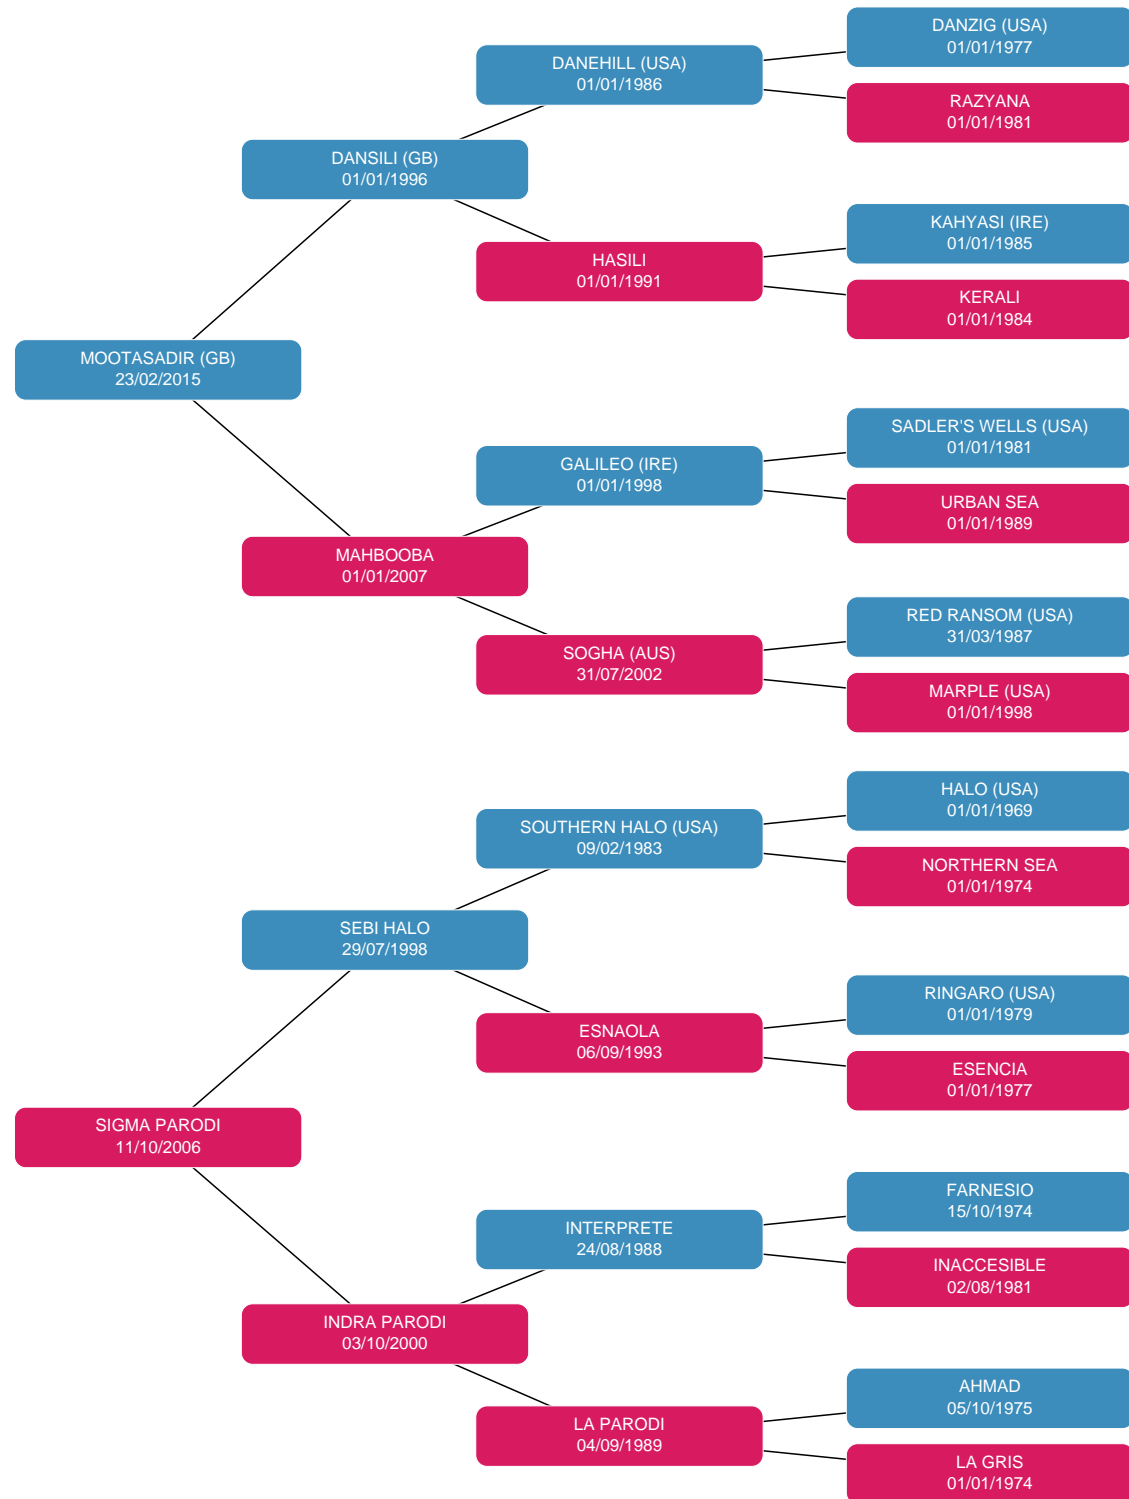 DANZIG (USA)
01/01/1977
DANEHILL (USA)
01/01/1986
RAZYANA
01/01/1981
DANSILI (GB)
01/01/1996
KAHYASI (IRE)
01/01/1985
HASILI
01/01/1991
KERALI
01/01/1984
MOOTASADIR (GB)
23/02/2015
SADLER'S WELLS (USA)
01/01/1981
GALILEO (IRE)
01/01/1998
URBAN SEA
01/01/1989
MAHBOOBA
01/01/2007
RED RANSOM (USA)
31/03/1987
SOGHA (AUS)
31/07/2002
MARPLE (USA)
01/01/1998
HALO (USA)
01/01/1969
SOUTHERN HALO (USA)
09/02/1983
NORTHERN SEA
01/01/1974
SEBI HALO
29/07/1998
RINGARO (USA)
01/01/1979
ESNAOLA
06/09/1993
ESENCIA
01/01/1977
SIGMA PARODI
11/10/2006
FARNESIO
15/10/1974
INTERPRETE
24/08/1988
INACCESIBLE
02/08/1981
INDRA PARODI
03/10/2000
AHMAD
05/10/1975
LA PARODI
04/09/1989
LA GRIS
01/01/1974